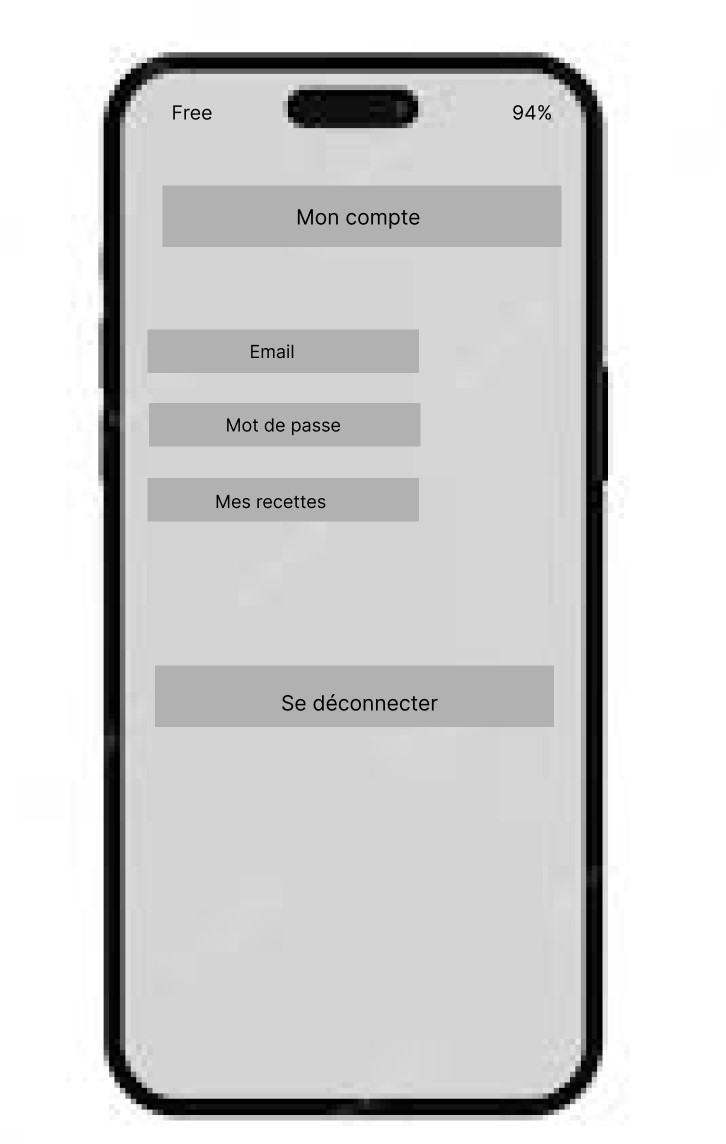 Free 94%
Mon compte
Email
Mot de passe
Mes recettes
Se déconnecter